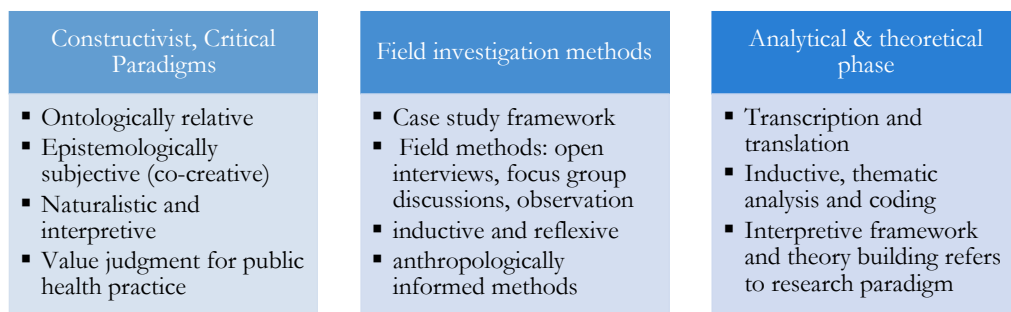 Constructivist, Critical
Paradigms
▪ Ontologically relative
▪ Epistemologically
subjective (co-creative)
▪ Naturalistic and
interpretive
▪ Value judgment for public
health practice
Field investigation methods
▪ Case study framework
▪ Field methods: open
interviews, focus group
discussions, observation
▪ inductive and reflexive
▪ anthropologically
informed methods
Analytical & theoretical
phase
▪ Transcription and
translation
▪ Inductive, thematic
analysis and coding
▪ Interpretive framework
and theory building refers
to research paradigm